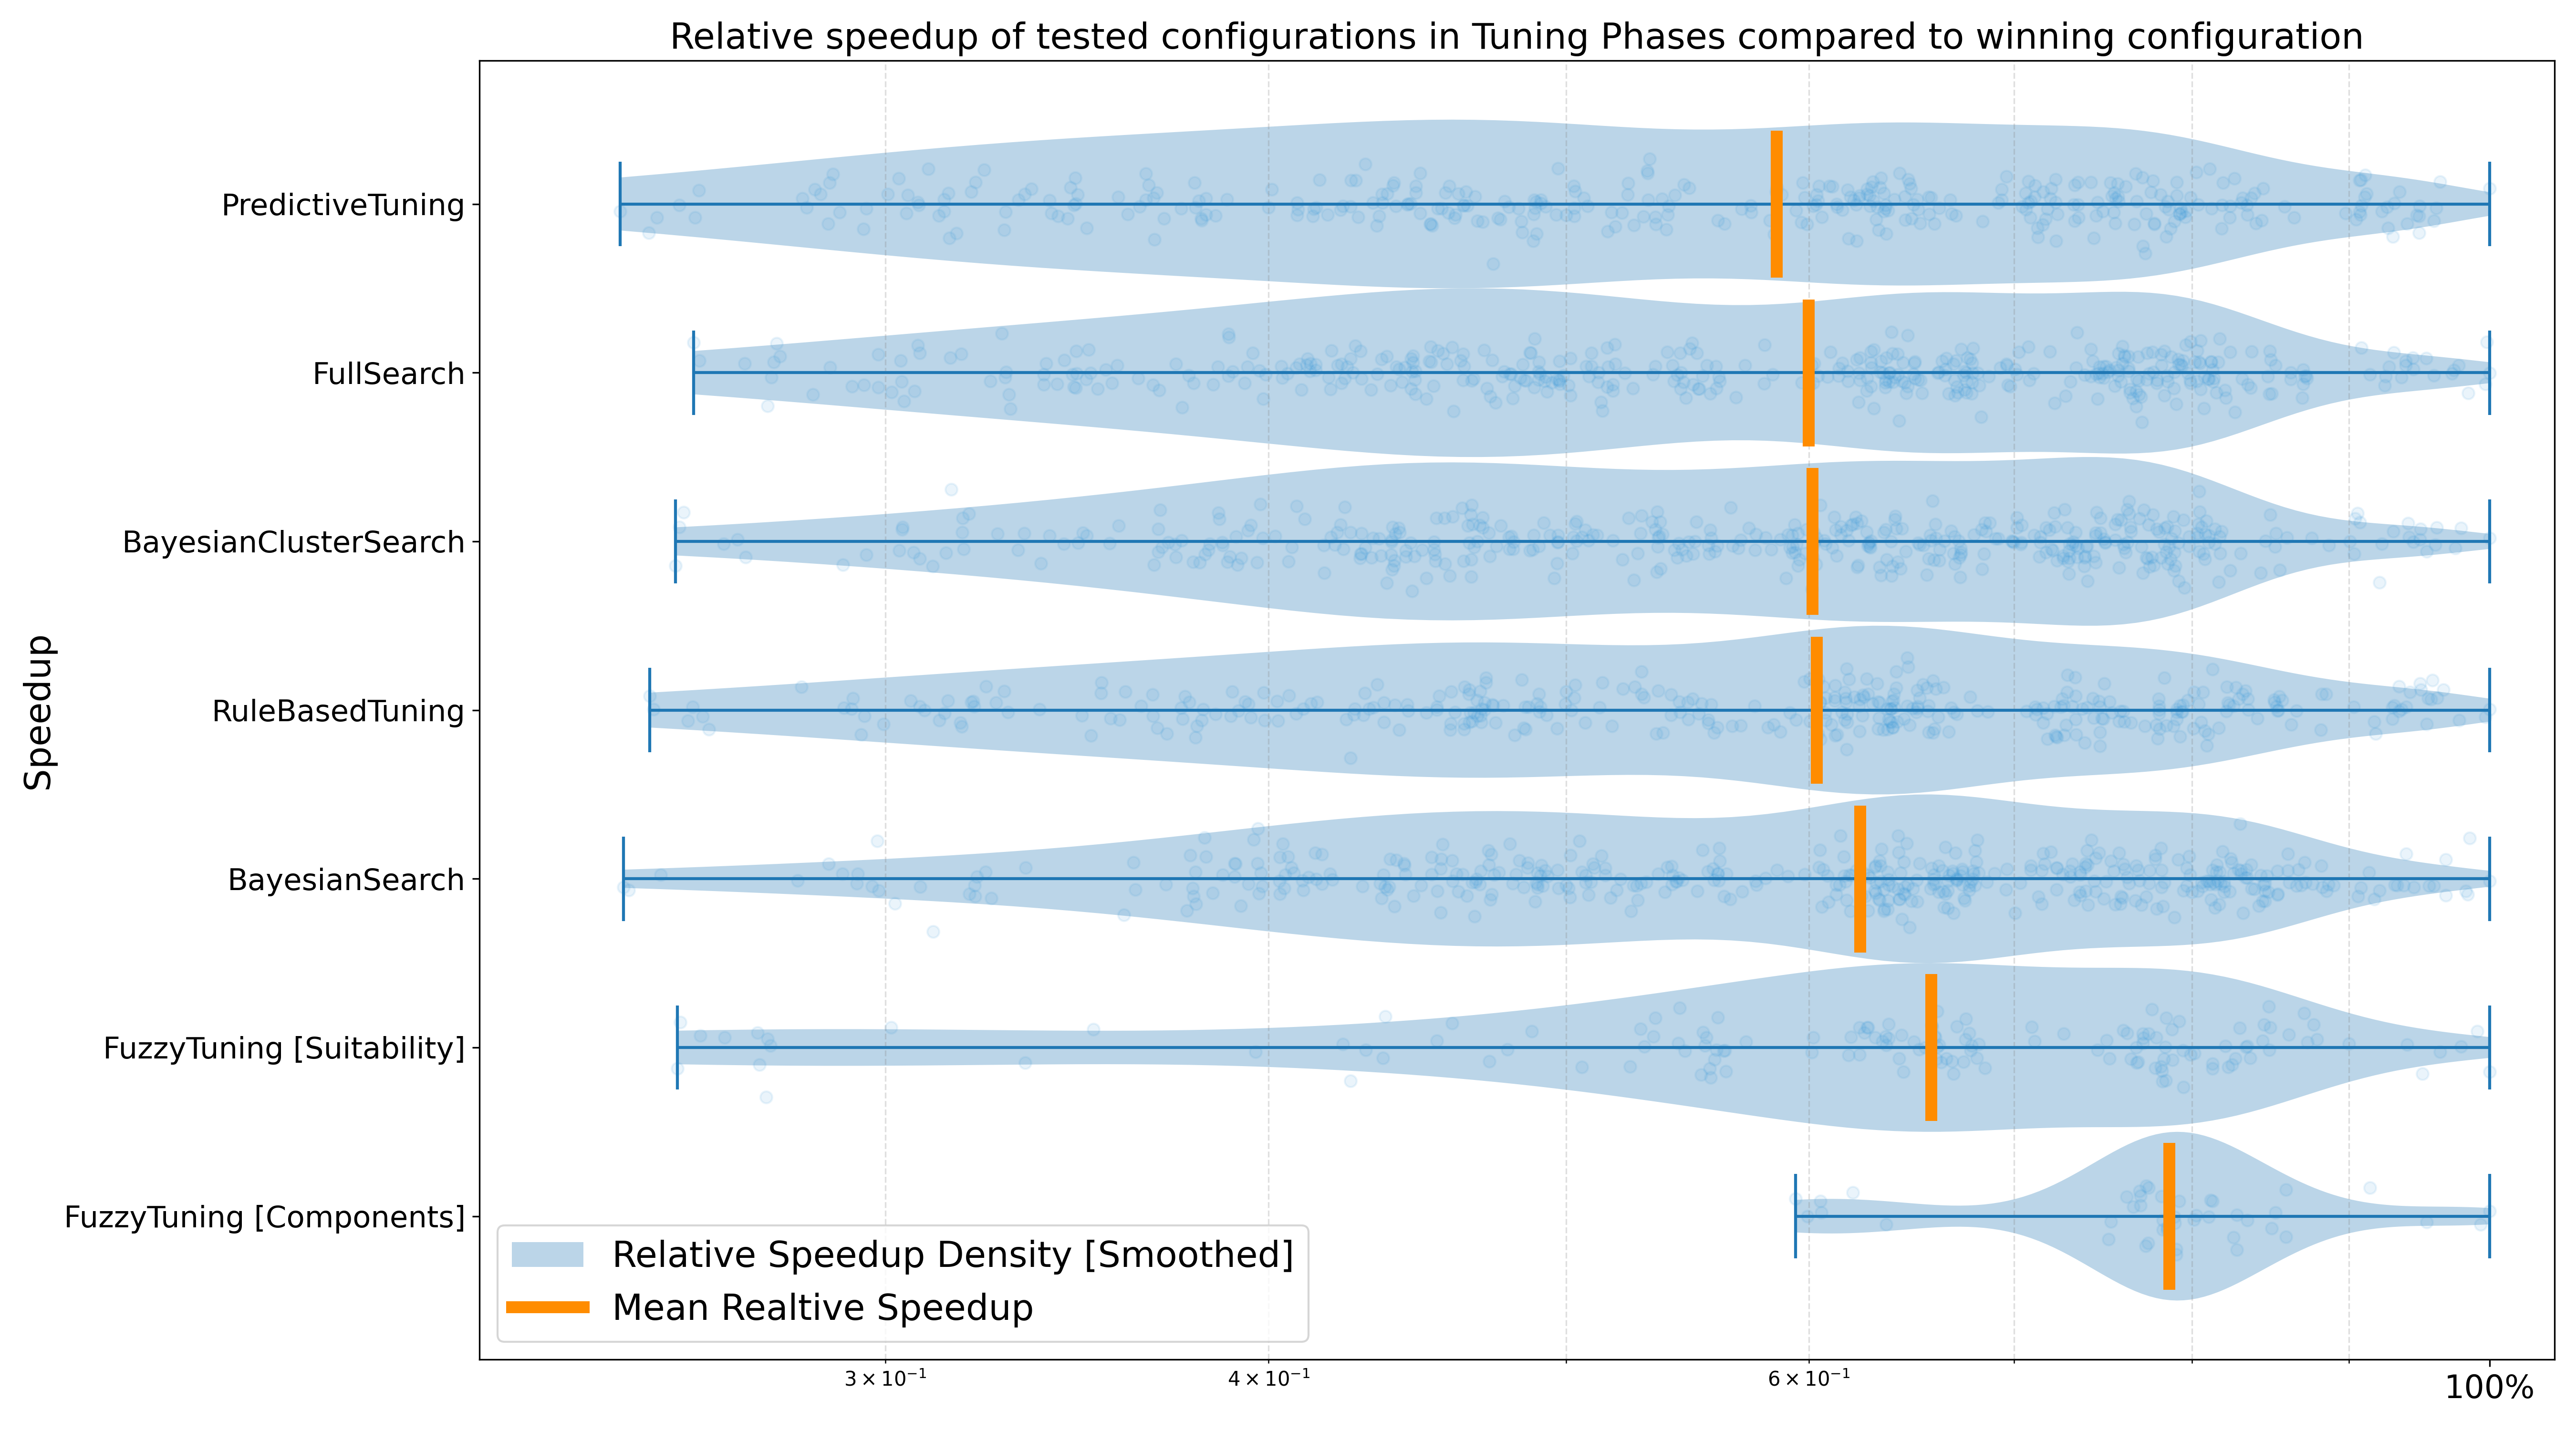 Relative speedup of tested configurations in Tuning Phases compared to winning configuration
Speedup
PredictiveTuning
FullSearch
BayesianClusterSearch
RuleBasedTuning
BayesianSearch
FuzzyTuning [Suitability]
FuzzyTuning [Components]
Relative Speedup Density [Smoothed]
Mean Realtive Speedup
3 × 10⁻¹
4 × 10⁻¹
6 × 10⁻¹
100%